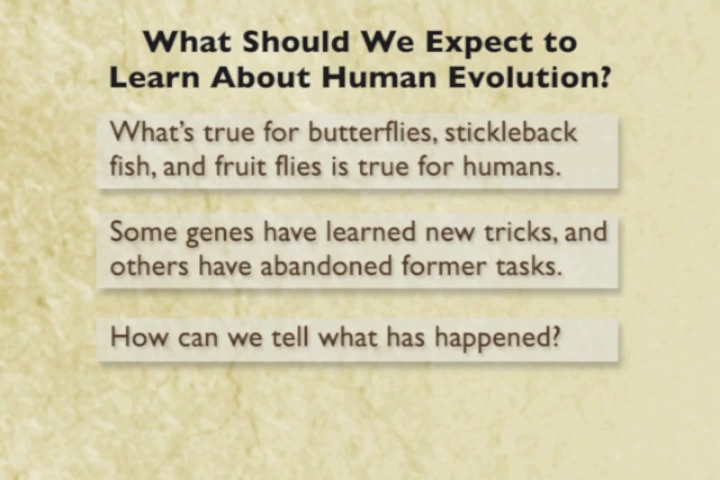 What Should We Expect to
Learn About Human Evolution?
What's true for butterflies, stickleback
fish, and fruit flies is true for humans.
Some genes have learned new tricks, and
others have abandoned former tasks.
How can we tell what has happened?